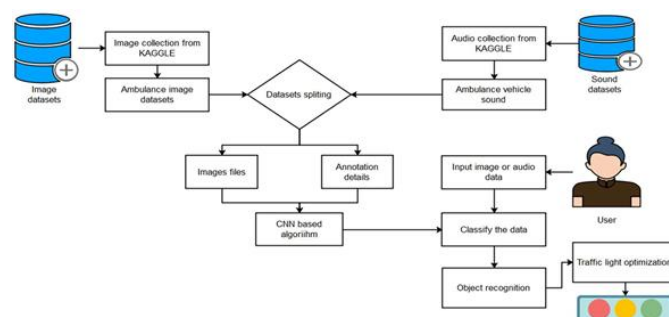 Image
datasets
Image collection from
KAGGLE
Ambulance image
datasets
Audio collection from
KAGGLE
Ambulance vehicle
sound
Sound
datasets
Datasets spliting
Images files
Annotation
details
CNN based
algoriihm
Input image or audio
data
User
Classify the data
Object recognition
Traffic light optimization